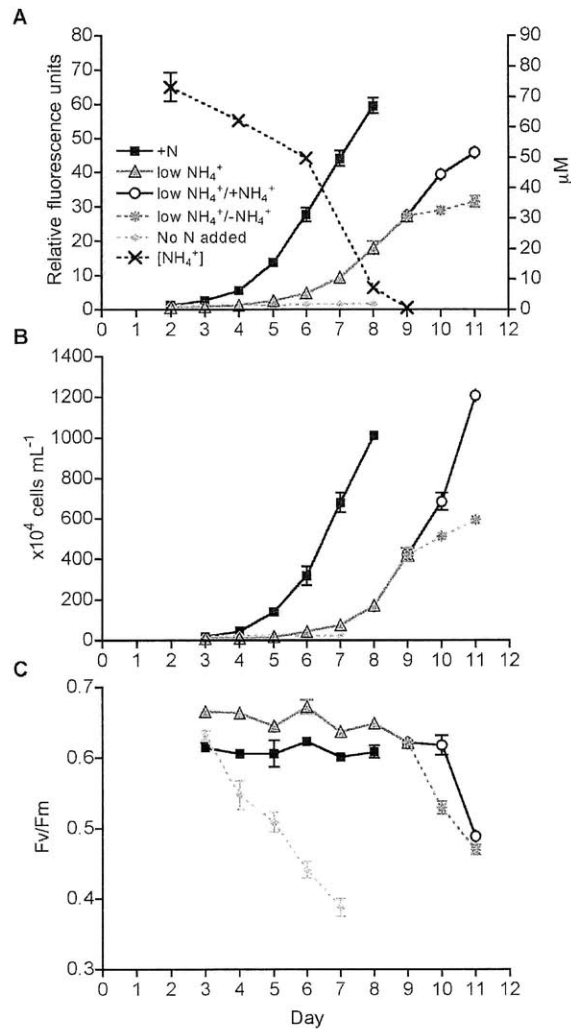 A
Relative fluorescence units
80
70
60
50
40
30
20
10
0
+N
low NH₄⁺
low NH₄⁺/+NH₄⁺
low NH₄⁺/-NH₄⁺
No N added
[NH₄⁺]
90
80
70
60
50
40
30
20
10
0
µM
0 1 2 3 4 5 6 7 8 9 10 11 12
B
x10⁴ cells mL⁻¹
1400
1200
1000
800
600
400
200
0
0 1 2 3 4 5 6 7 8 9 10 11 12
C
Fv/Fm
0.7
0.6
0.5
0.4
0.3
0 1 2 3 4 5 6 7 8 9 10 11 12
Day